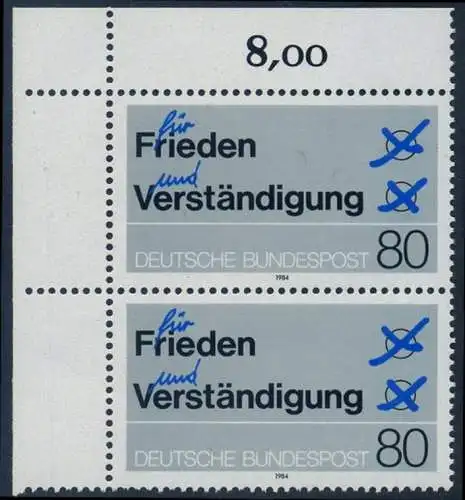 8,00
für
Frieden
und
Verständigung
DEUTSCHE BUNDESPOST 80
1984
für
Frieden
und
Verständigung
DEUTSCHE BUNDESPOST 80
1984